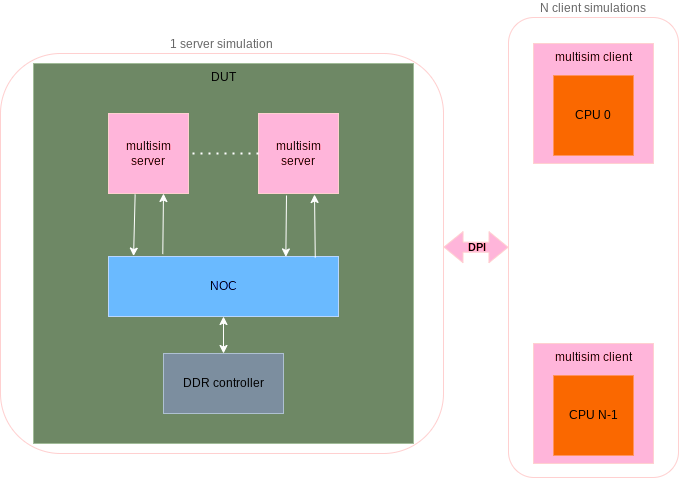 N client simulations
1 server simulation
DUT
multisim
server
multisim
server
NOC
DDR controller
DPI
multisim client
CPU 0
multisim client
CPU N-1